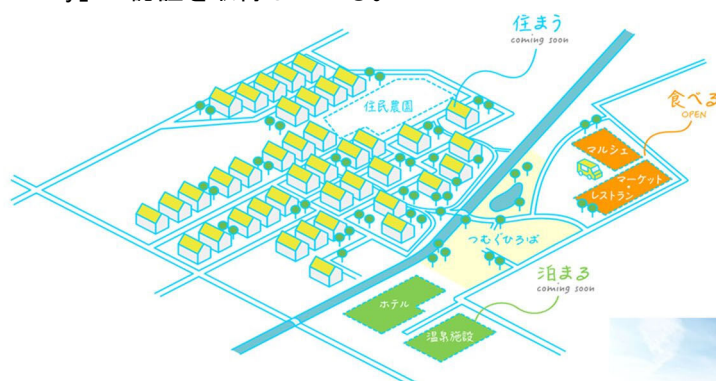 住まう
coming soon
食べる
OPEN
住民農園
マルシェ
マーケット
・
レストラン
つむぐひろば
泊まる
coming soon
ホテル
温泉施設